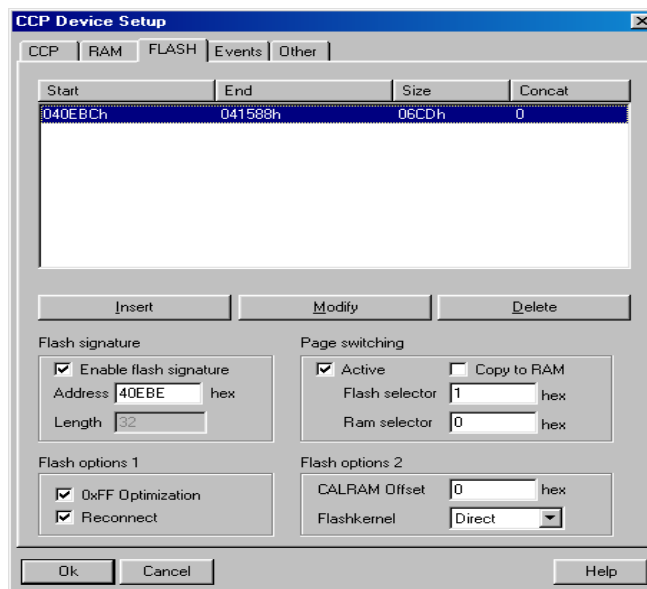 CCP Device Setup
CCP RAM FLASH Events Other
Start End Size Concat
040EBCh 041588h 06CDh 0
Insert Modify Delete
Flash signature Page switching
Enable flash signature Active Copy to RAM
Address 40EBE hex Flash selector 1 hex
Length 32 Ram selector 0 hex
Flash options 1 Flash options 2
0xFF Optimization CALRAM Offset 0 hex
Reconnect Flashkernel Direct
Ok Cancel Help